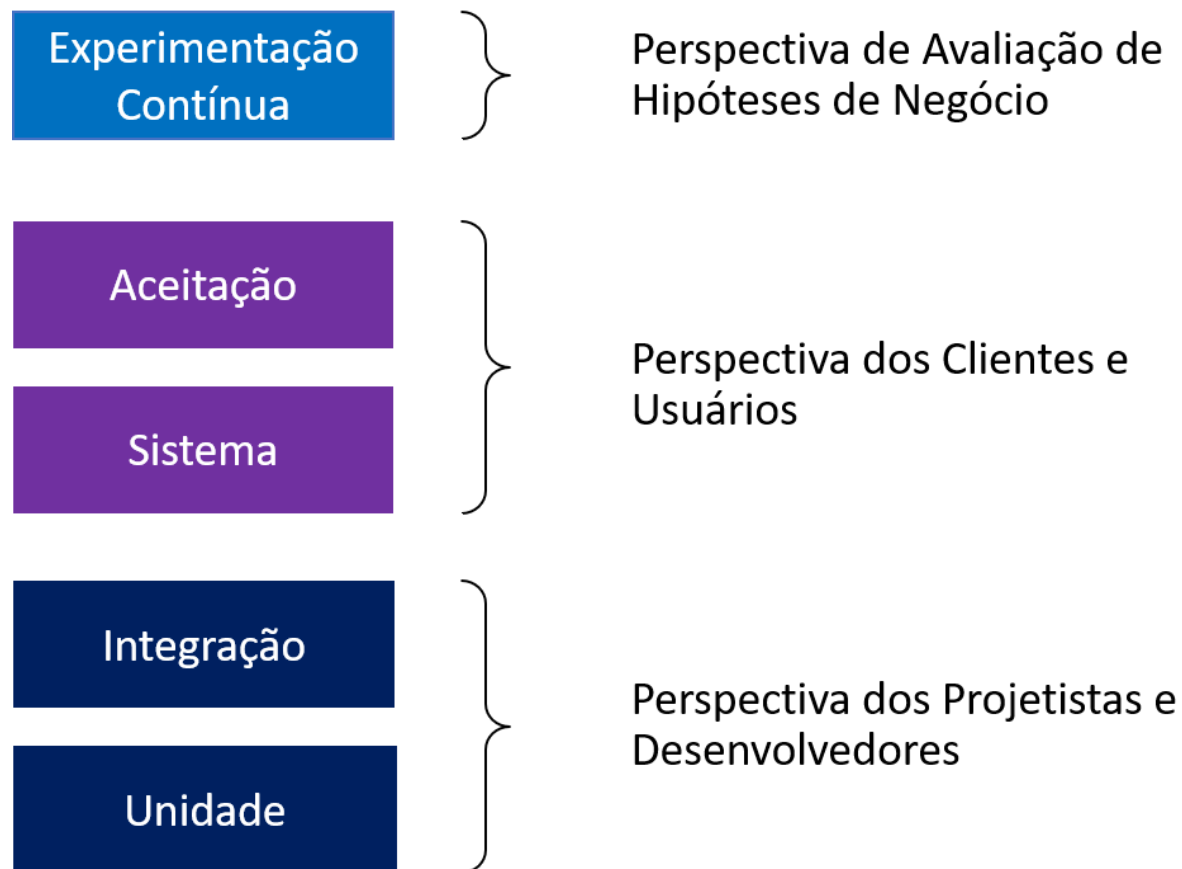 Experimentação
Contínua
Perspectiva de Avaliação de
Hipóteses de Negócio
Aceitação
Sistema
Perspectiva dos Clientes e
Usuários
Integração
Unidade
Perspectiva dos Projetistas e
Desenvolvedores